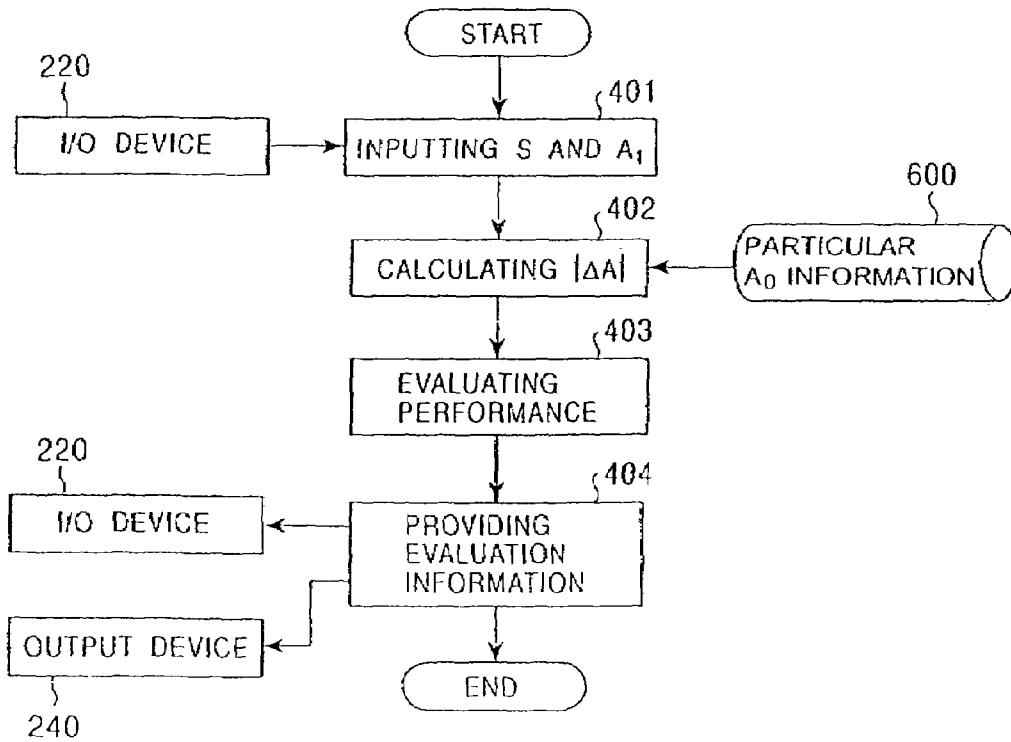 START
220
401
I/O DEVICE
INPUTTING S AND A₁
600
402
CALCULATING |ΔA|
PARTICULAR
A₀ INFORMATION
403
EVALUATING
PERFORMANCE
220
404
I/O DEVICE
PROVIDING
EVALUATION
INFORMATION
OUTPUT DEVICE
END
240